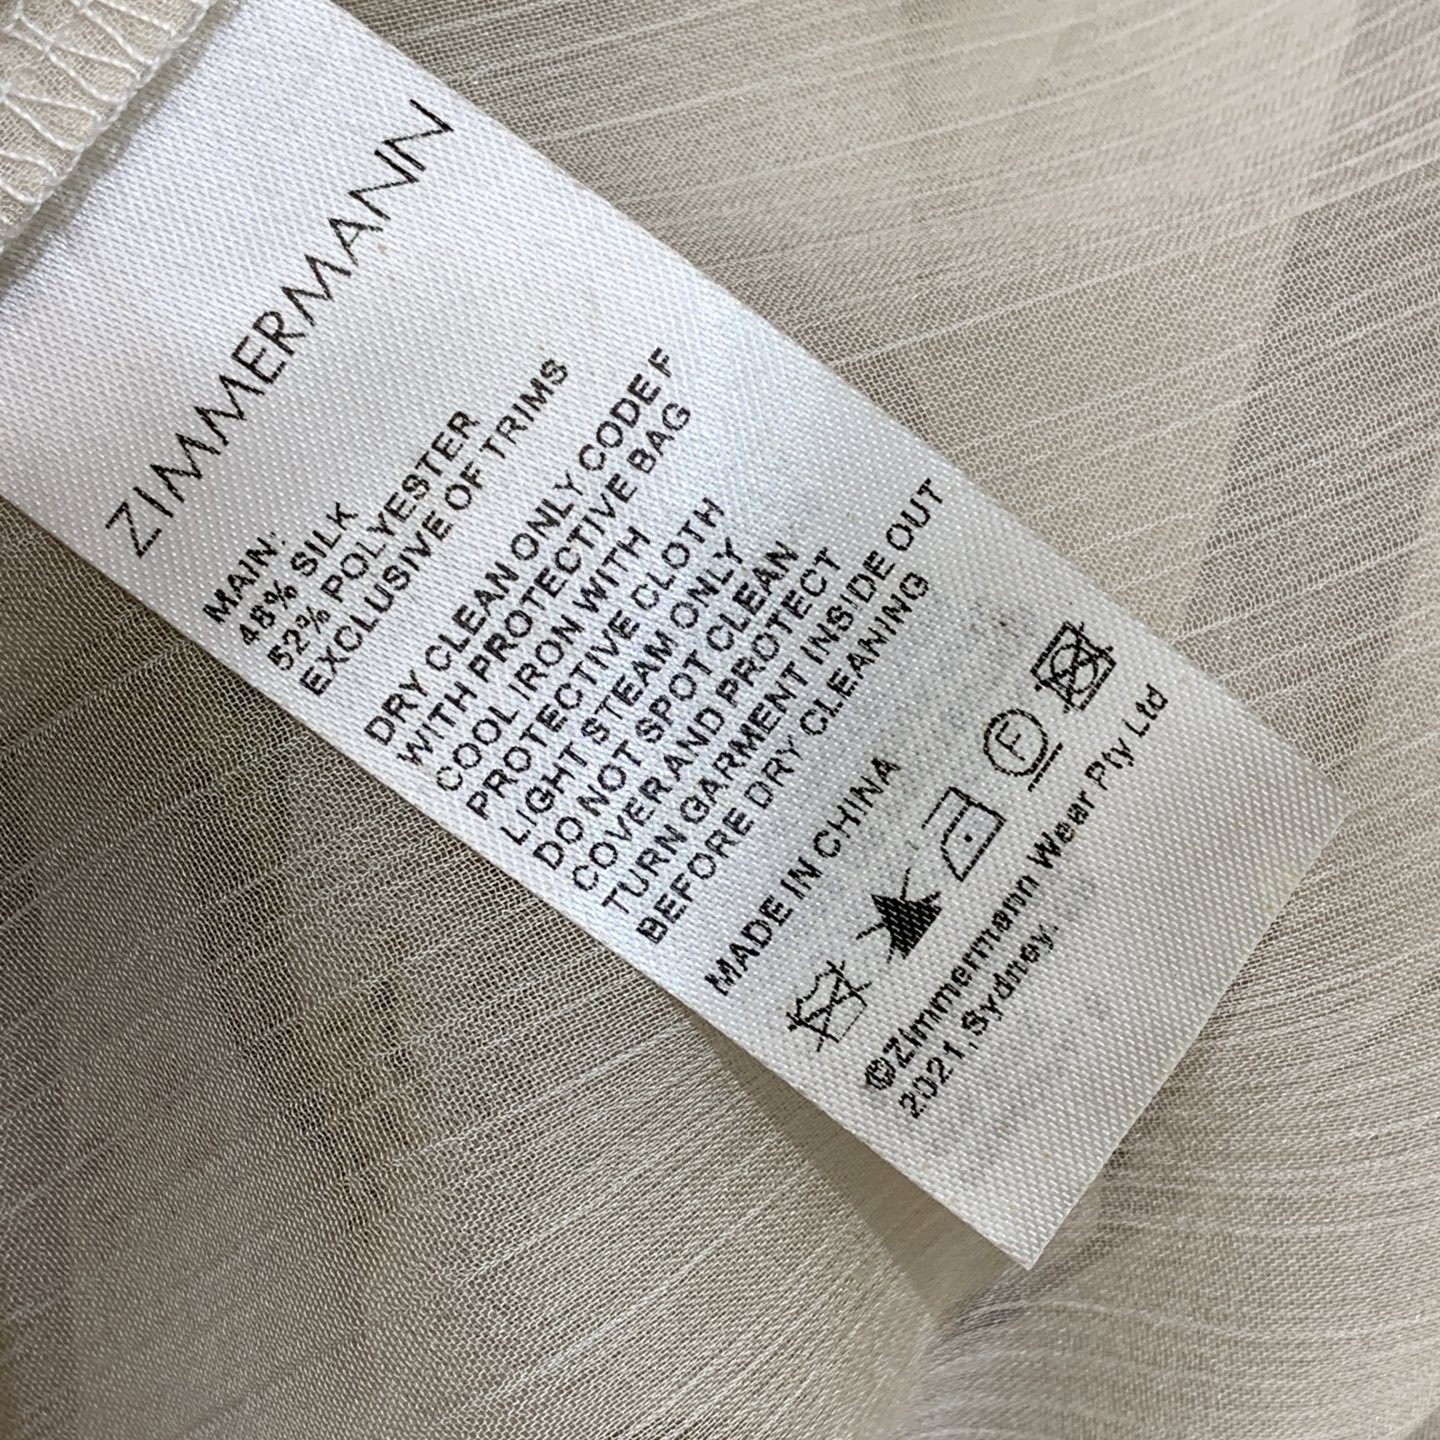 ZIMMERMANN
MAIN:
48% SILK
52% POLYESTER
EXCLUSIVE OF TRIMS
DRY CLEAN ONLY CODE F
WITH PROTECTIVE BAG
COOL IRON WITH
PROTECTIVE CLOTH
LIGHT STEAM ONLY
DO NOT SPOT CLEAN
COVER AND PROTECT
TURN GARMENT INSIDE OUT
BEFORE DRY CLEANING
MADE IN CHINA
F
©Zimmermann Wear Pty Ltd
2021,Sydney.